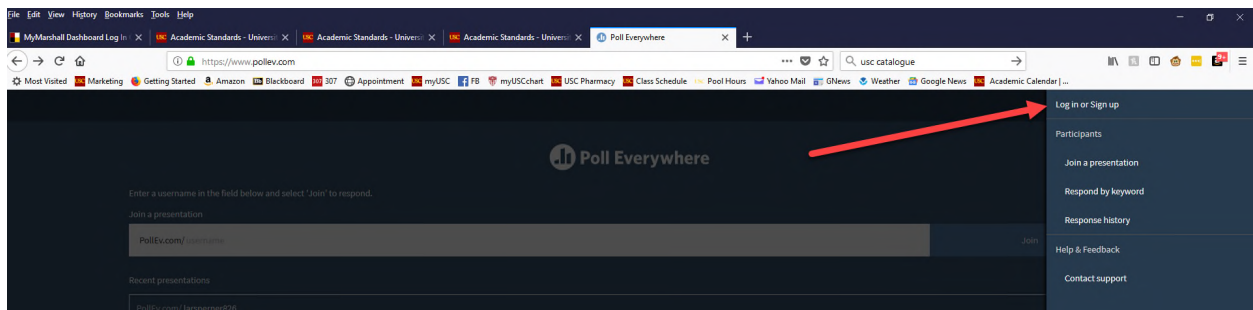 File Edit View History Bookmarks Tools Help
MyMarshall Dashboard Log In | USC Academic Standards - Universi USC Academic Standards - Universi USC Academic Standards - Universi Poll Everywhere
https://www.pollev.com usc catalogue
Most Visited Marketing Getting Started Amazon Blackboard 307 Appointment myUSC FB myUSCchart USC Pharmacy Class Schedule Pool Hours Yahoo Mail GNews Weather Google News Academic Calendar | ...
Log in or Sign up
Participants
Poll Everywhere
Join a presentation
Enter a username in the field below and select 'Join' to respond.
Respond by keyword
Join a presentation
Response history
PollEv.com/ username Join
Help & Feedback
Recent presentations
Contact support